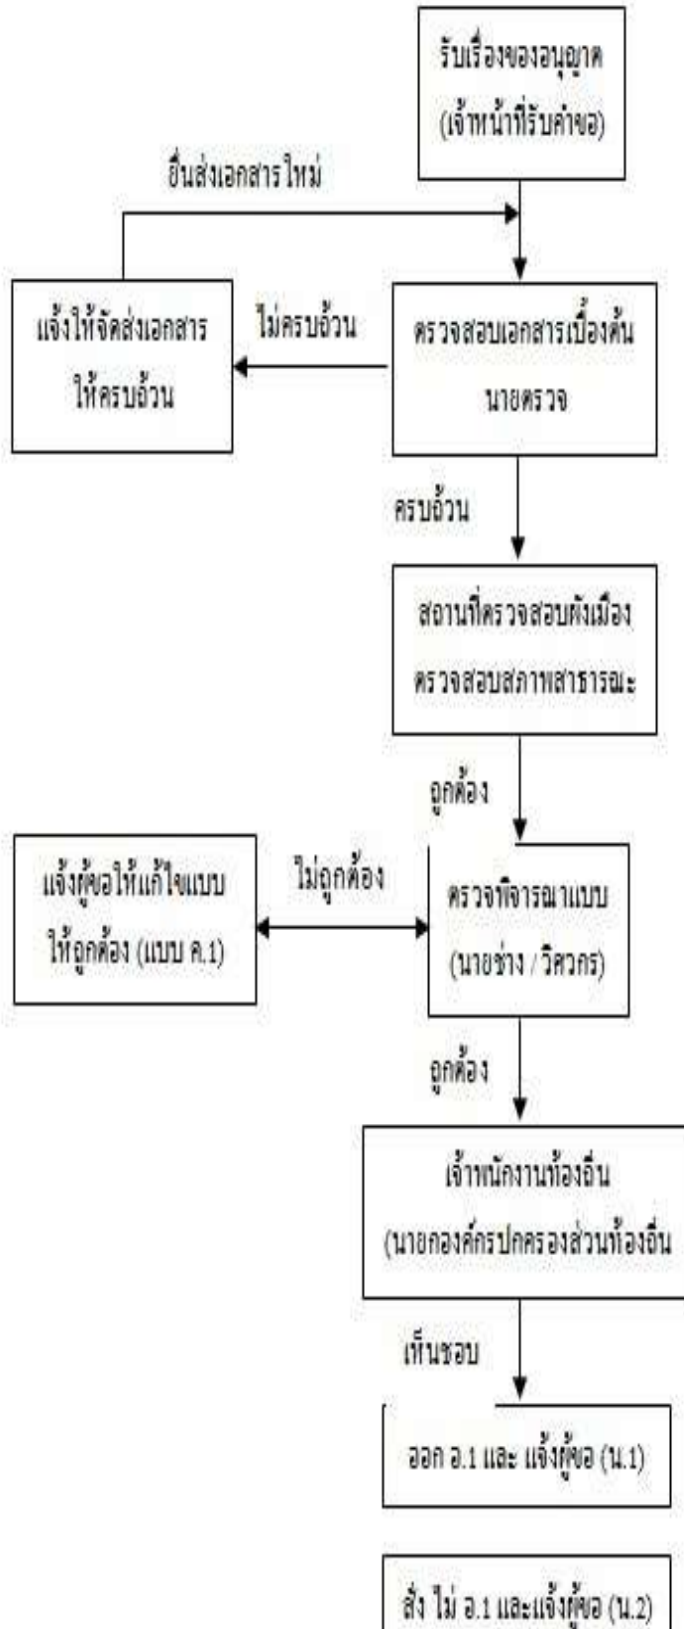 รับเรื่องของอนุญาต
(เจ้าหน้าที่รับคำขอ)
ยื่นส่งเอกสารใหม่
แจ้งให้จัดส่งเอกสาร
ให้ครบถ้วน
ไม่ครบถ้วน
ตรวจสอบเอกสารเบื้องต้น
นายตรวจ
ครบถ้วน
สถานที่ตรวจสอบผังเมือง
ตรวจสอบสภาพสาธารณะ
ถูกต้อง
แจ้งผู้ขอให้แก้ไขแบบ
ให้ถูกต้อง (แบบ ค.1)
ไม่ถูกต้อง
ตรวจพิจารณาแบบ
(นายช่าง / วิศวกร)
ถูกต้อง
เจ้าพนักงานท้องถิ่น
(นายกองค์กรปกครองส่วนท้องถิ่น
เห็นชอบ
ออก อ.1 และ แจ้งผู้ขอ (น.1)
สั่ง ไม่ อ.1 และแจ้งผู้ขอ (น.2)